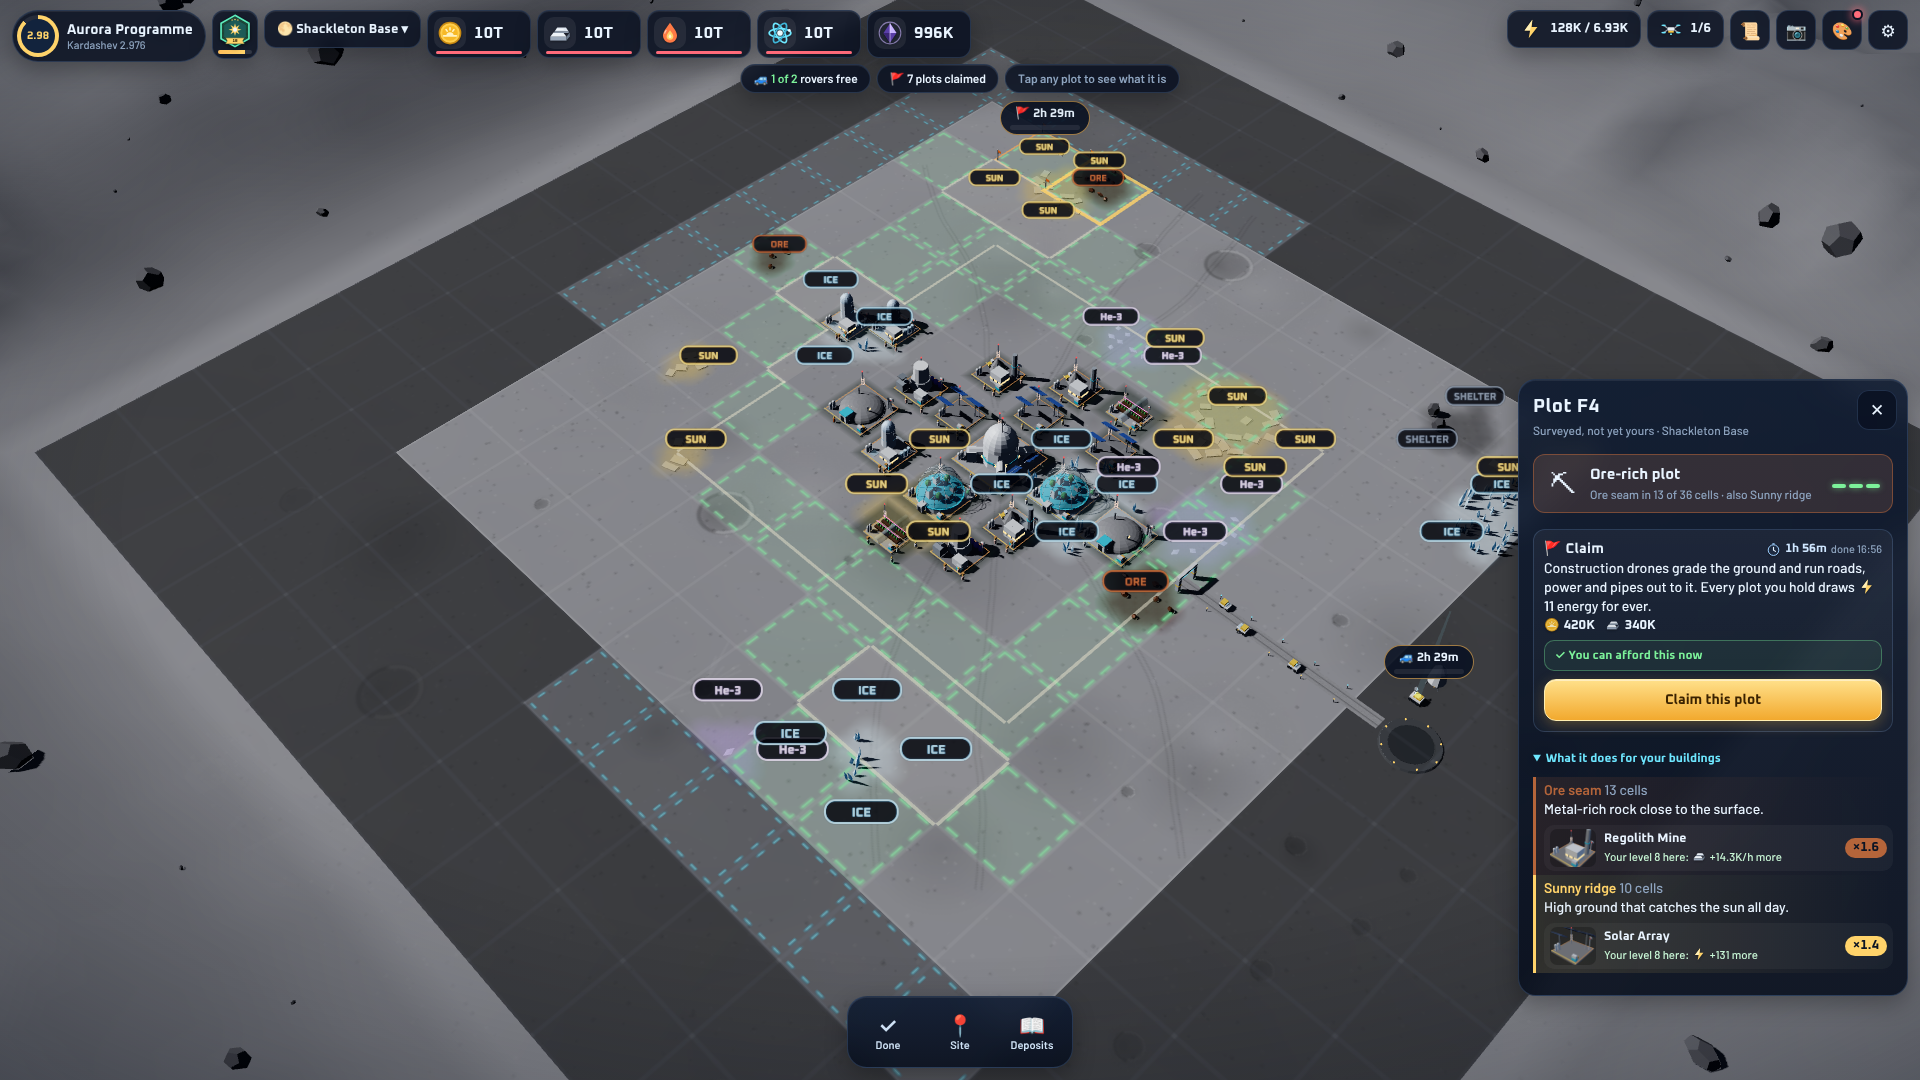 2.98
Aurora Programme
Kardashev 2.976
Shackleton Base ▾
10T
10T
10T
10T
996K
128K / 6.93K
1/6
1 of 2 rovers free
7 plots claimed
Tap any plot to see what it is
2h 29m
SUN
SUN
SUN
ORE
SUN
ORE
ICE
ICE
He-3
SUN
SUN
ICE
He-3
SUN
SHELTER
SUN
SUN
ICE
SUN
SUN
SHELTER
He-3
SUN
SUN
SUN
ICE
ICE
He-3
ICE
SUN
ICE
He-3
ICE
ORE
2h 29m
He-3
ICE
ICE
He-3
ICE
ICE
Plot F4
Surveyed, not yet yours · Shackleton Base
Ore-rich plot
Ore seam in 13 of 36 cells · also Sunny ridge
Claim
1h 56m done 16:56
Construction drones grade the ground and run roads,
power and pipes out to it. Every plot you hold draws ⚡
11 energy for ever.
420K 340K
✓ You can afford this now
Claim this plot
▼ What it does for your buildings
Ore seam 13 cells
Metal-rich rock close to the surface.
Regolith Mine
Your level 8 here: +14.3K/h more
×1.6
Sunny ridge 10 cells
High ground that catches the sun all day.
Solar Array
Your level 8 here: ⚡ +131 more
×1.4
Done
Site
Deposits